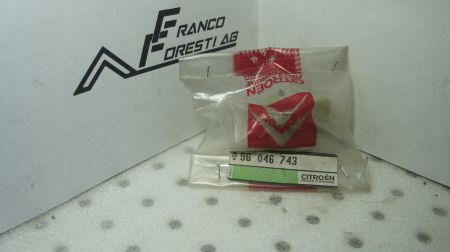 FRANCO
FORESTI AG
CITROËN
96 046 743
CITROËN